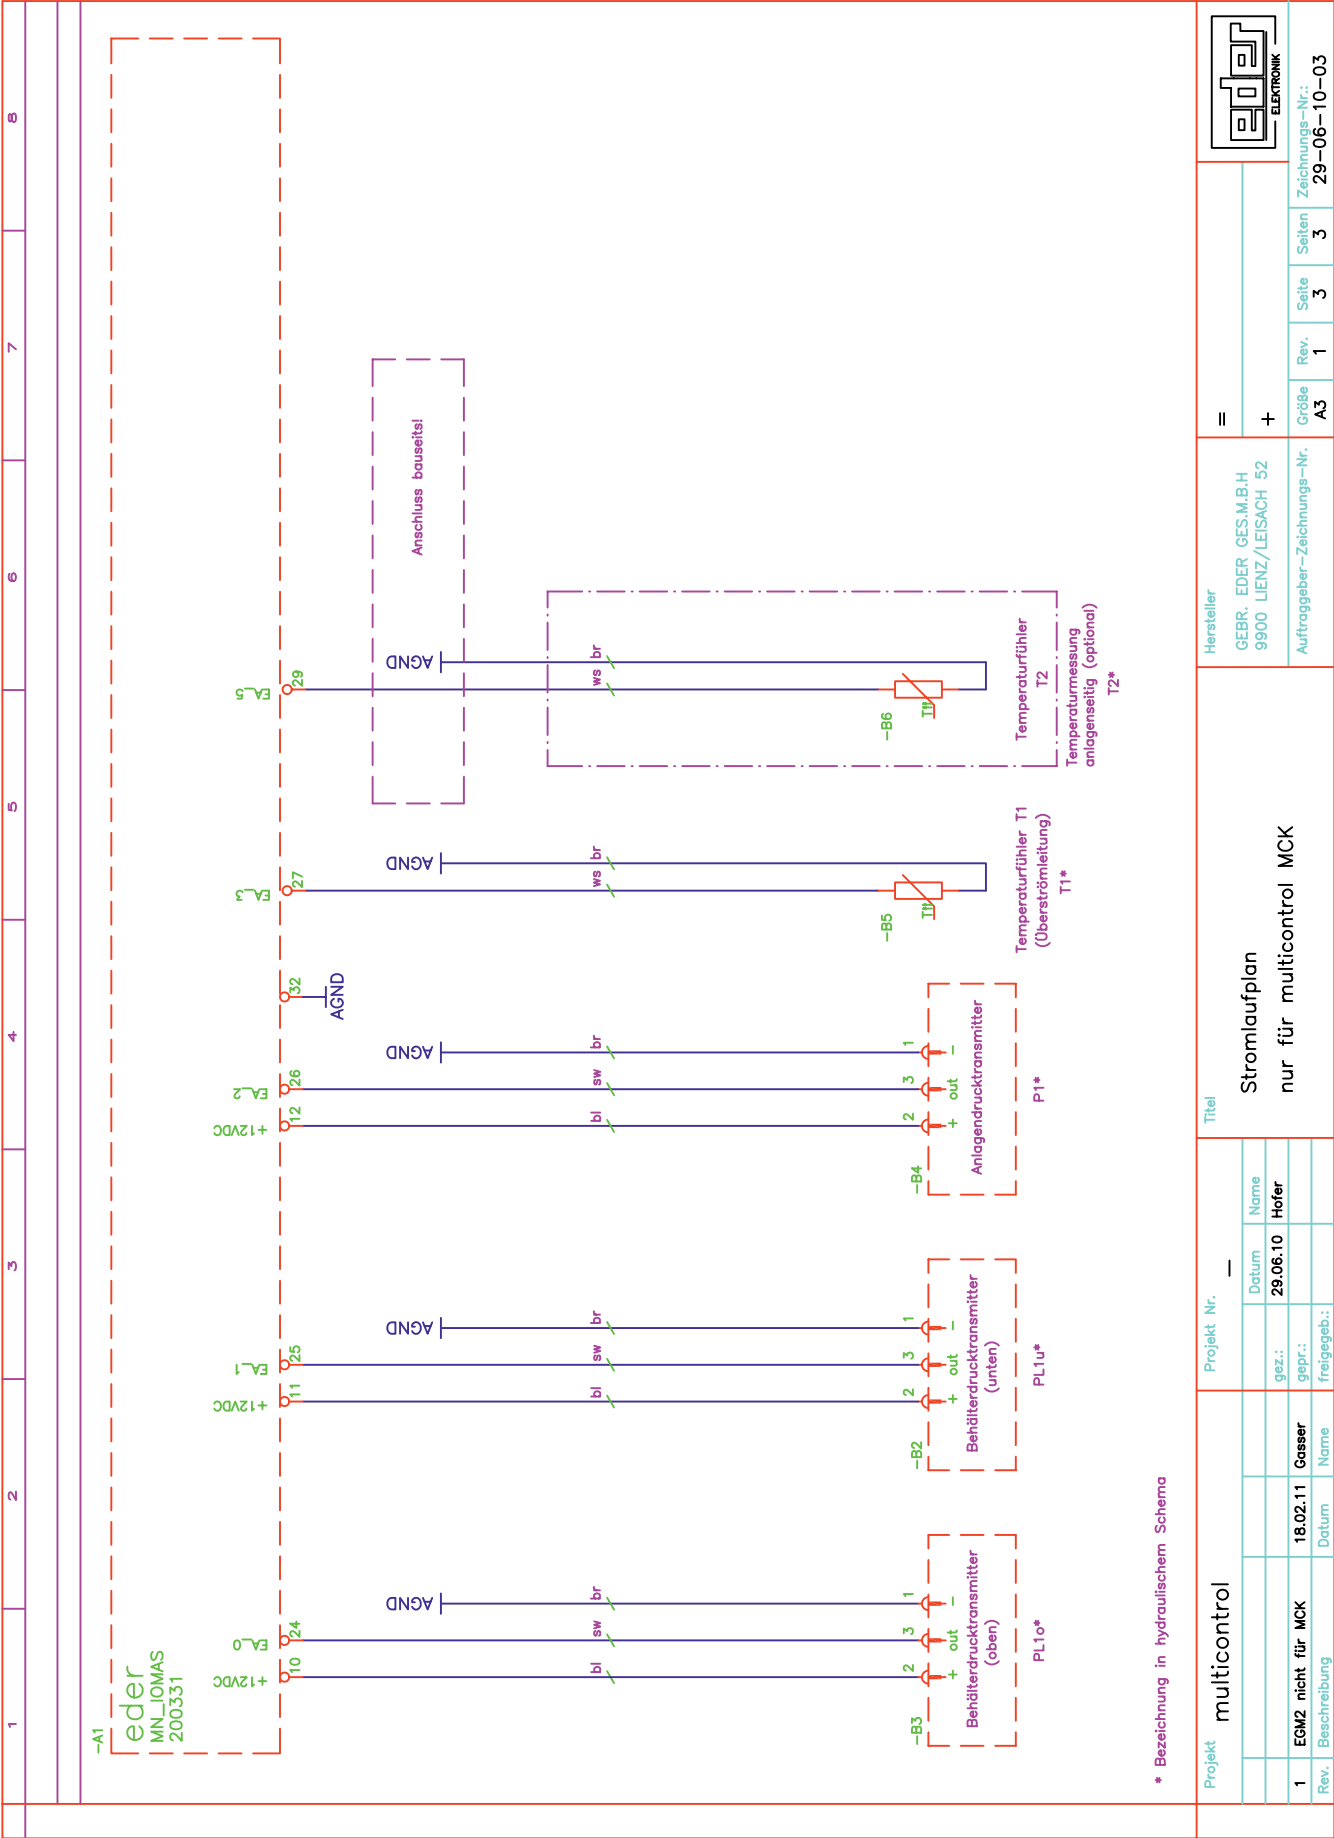 1
2
3
4
5
6
7
8
-A1
eder
MN_IOMAS
200331
+12VDC
EA_0
+12VDC
EA_1
+12VDC
EA_2
EA_3
EA_5
10
24
11
25
12
26
32
27
29
AGND
AGND
AGND
AGND
AGND
AGND
Anschluss bauseits!
bl
sw
br
bl
sw
br
bl
sw
br
ws
br
ws
br
-B3
2
3
1
+
out
-
Behälterdrucktransmitter
(oben)
PL1o*
-B2
2
3
1
+
out
-
Behälterdrucktransmitter
(unten)
PL1u*
-B4
2
3
1
+
out
-
Anlagendrucktransmitter
P1*
-B5
Temperaturfühler T1
(Überströmleitung)
T1*
-B6
Temperaturfühler
T2
Temperaturmessung
anlagenseitig (optional)
T2*
* Bezeichnung in hydraulischem Schema
Projekt
multicontrol
Projekt Nr.
—
Datum
Name
gez.:
29.06.10
Hofer
gepr.:
freigegeb.:
1
EGM2 nicht für MCK
18.02.11
Gasser
Rev.
Beschreibung
Datum
Name
Titel
Stromlaufplan
nur für multicontrol MCK
Hersteller
GEBR. EDER GES.M.B.H
9900 LIENZ/LEISACH 52
Auftraggeber-Zeichnungs-Nr.
=
+
Größe
A3
Rev.
1
Seite
3
Seiten
3
Zeichnungs-Nr.:
29-06-10-03
eder
ELEKTRONIK